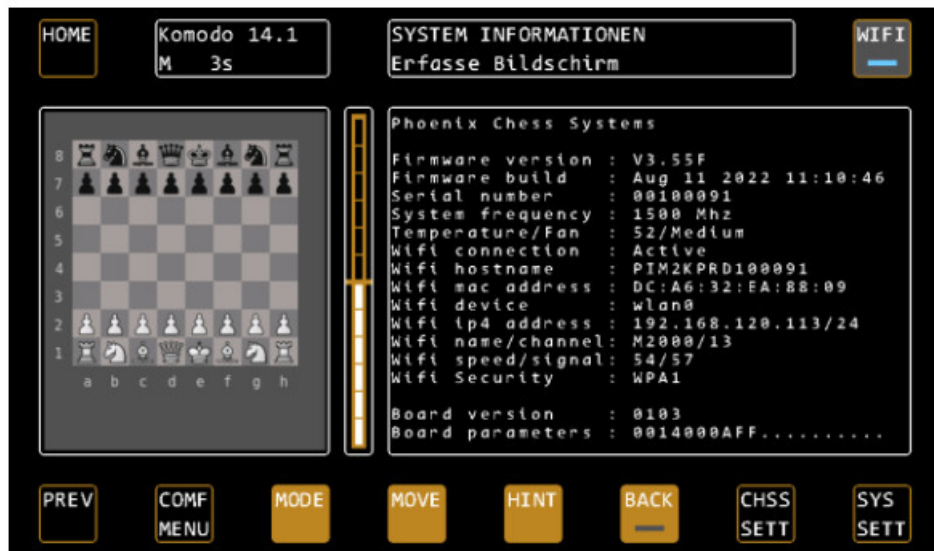 HOME
Komodo 14.1
M 3s
SYSTEM INFORMATIONEN
Erfasse Bildschirm
WIFI
8
7
6
5
4
3
2
1
a b c d e f g h
Phoenix Chess Systems
Firmware version : V3.55F
Firmware build : Aug 11 2022 11:10:46
Serial number : 00100091
System frequency : 1500 Mhz
Temperature/Fan : 52/Medium
Wifi connection : Active
Wifi hostname : PIM2KPRD100091
Wifi mac address : DC:A6:32:EA:88:09
Wifi device : wlan0
Wifi ip4 address : 192.168.120.113/24
Wifi name/channel: M2000/13
Wifi speed/signal: 54/57
Wifi Security : WPA1
Board version : 0103
Board parameters : 0014000AFF..........
PREV
COMF
MENU
MODE
MOVE
HINT
BACK
CHSS
SETT
SYS
SETT